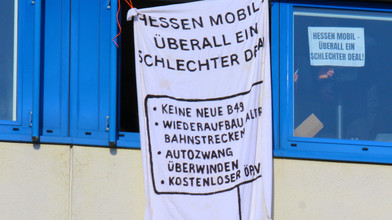 HESSEN MOBIL -
ÜBERALL EIN
SCHLECHTER DEAL!
• KEINE NEUE B49
• WIEDERAUFBAU ALTR
BAHNSTRECKEN
• AUTOZWANG
ÜBERWINDEN
• KOSTENLOSER ÖPV
HESSEN MOBIL -
ÜBERALL EIN
SCHLECHTER DEAL!